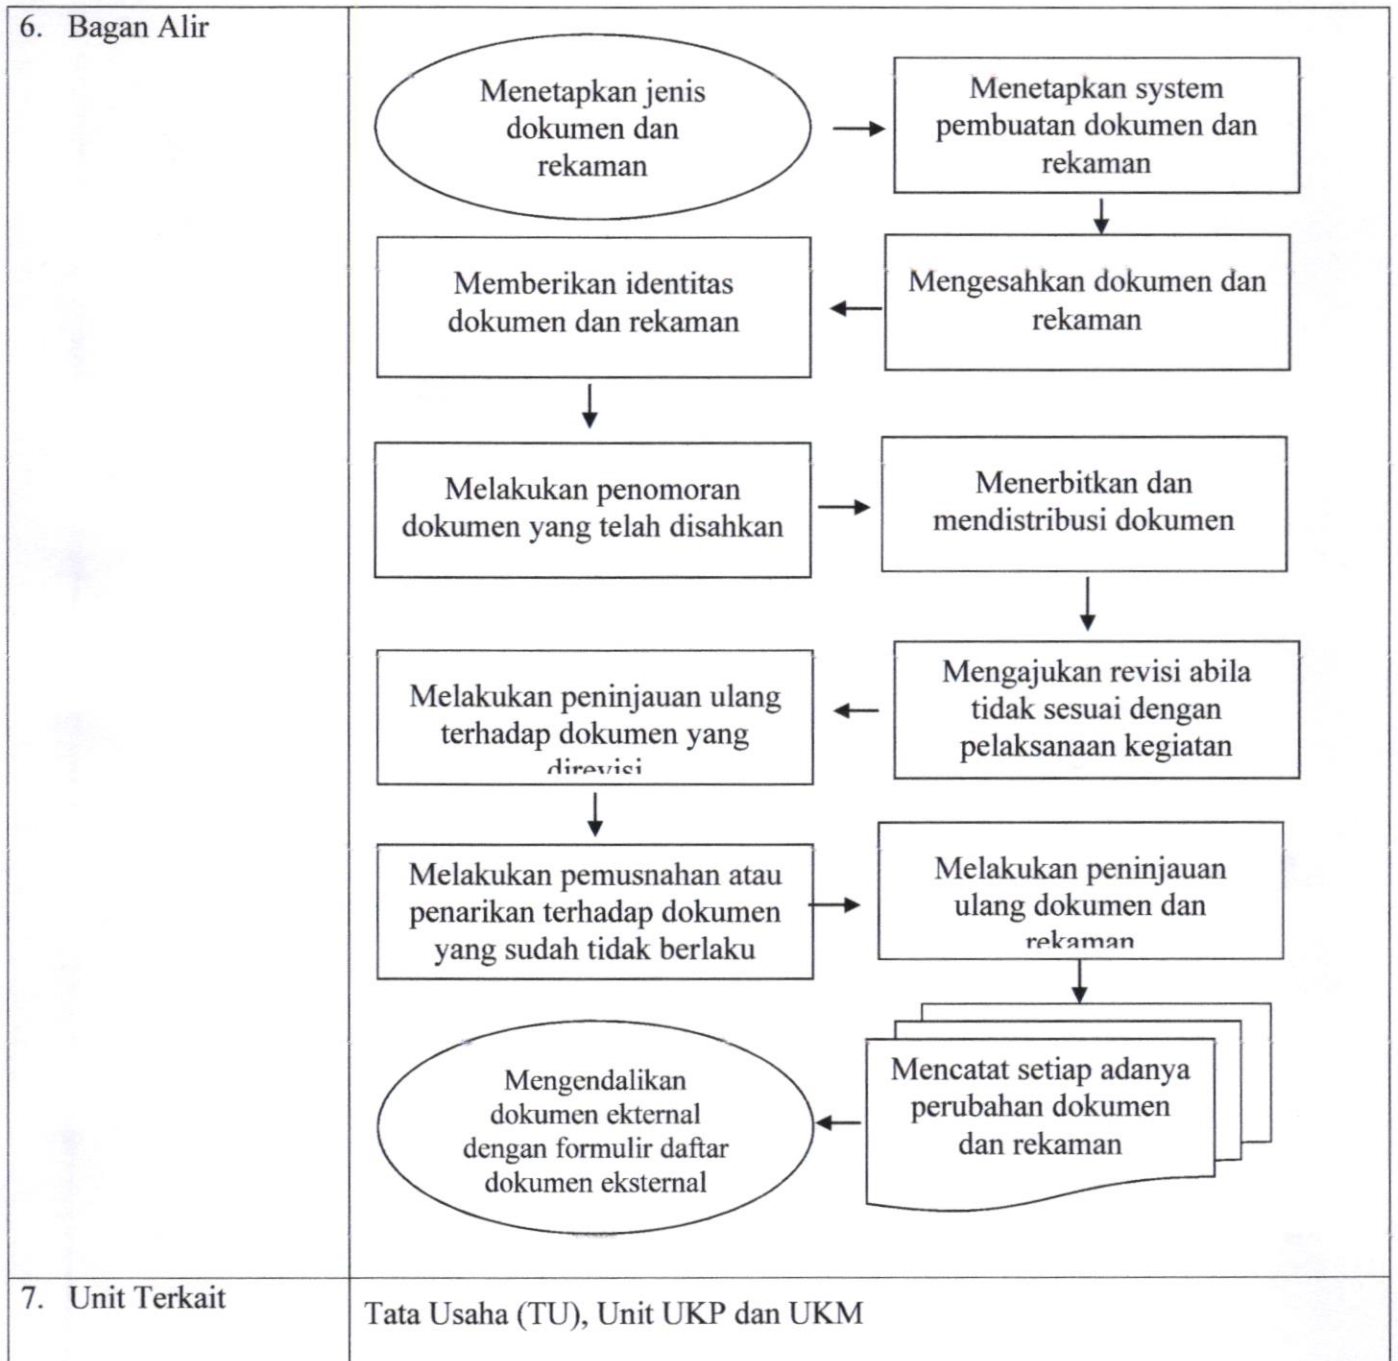 6. Bagan Alir
Menetapkan jenis
dokumen dan
rekaman
Menetapkan system
pembuatan dokumen dan
rekaman
Mengesahkan dokumen dan
rekaman
Memberikan identitas
dokumen dan rekaman
Melakukan penomoran
dokumen yang telah disahkan
Menerbitkan dan
mendistribusi dokumen
Mengajukan revisi abila
tidak sesuai dengan
pelaksanaan kegiatan
Melakukan peninjauan ulang
terhadap dokumen yang
direvisi
Melakukan pemusnahan atau
penarikan terhadap dokumen
yang sudah tidak berlaku
Melakukan peninjauan
ulang dokumen dan
rekaman
Mencatat setiap adanya
perubahan dokumen
dan rekaman
Mengendalikan
dokumen ekternal
dengan formulir daftar
dokumen eksternal
7. Unit Terkait
Tata Usaha (TU), Unit UKP dan UKM